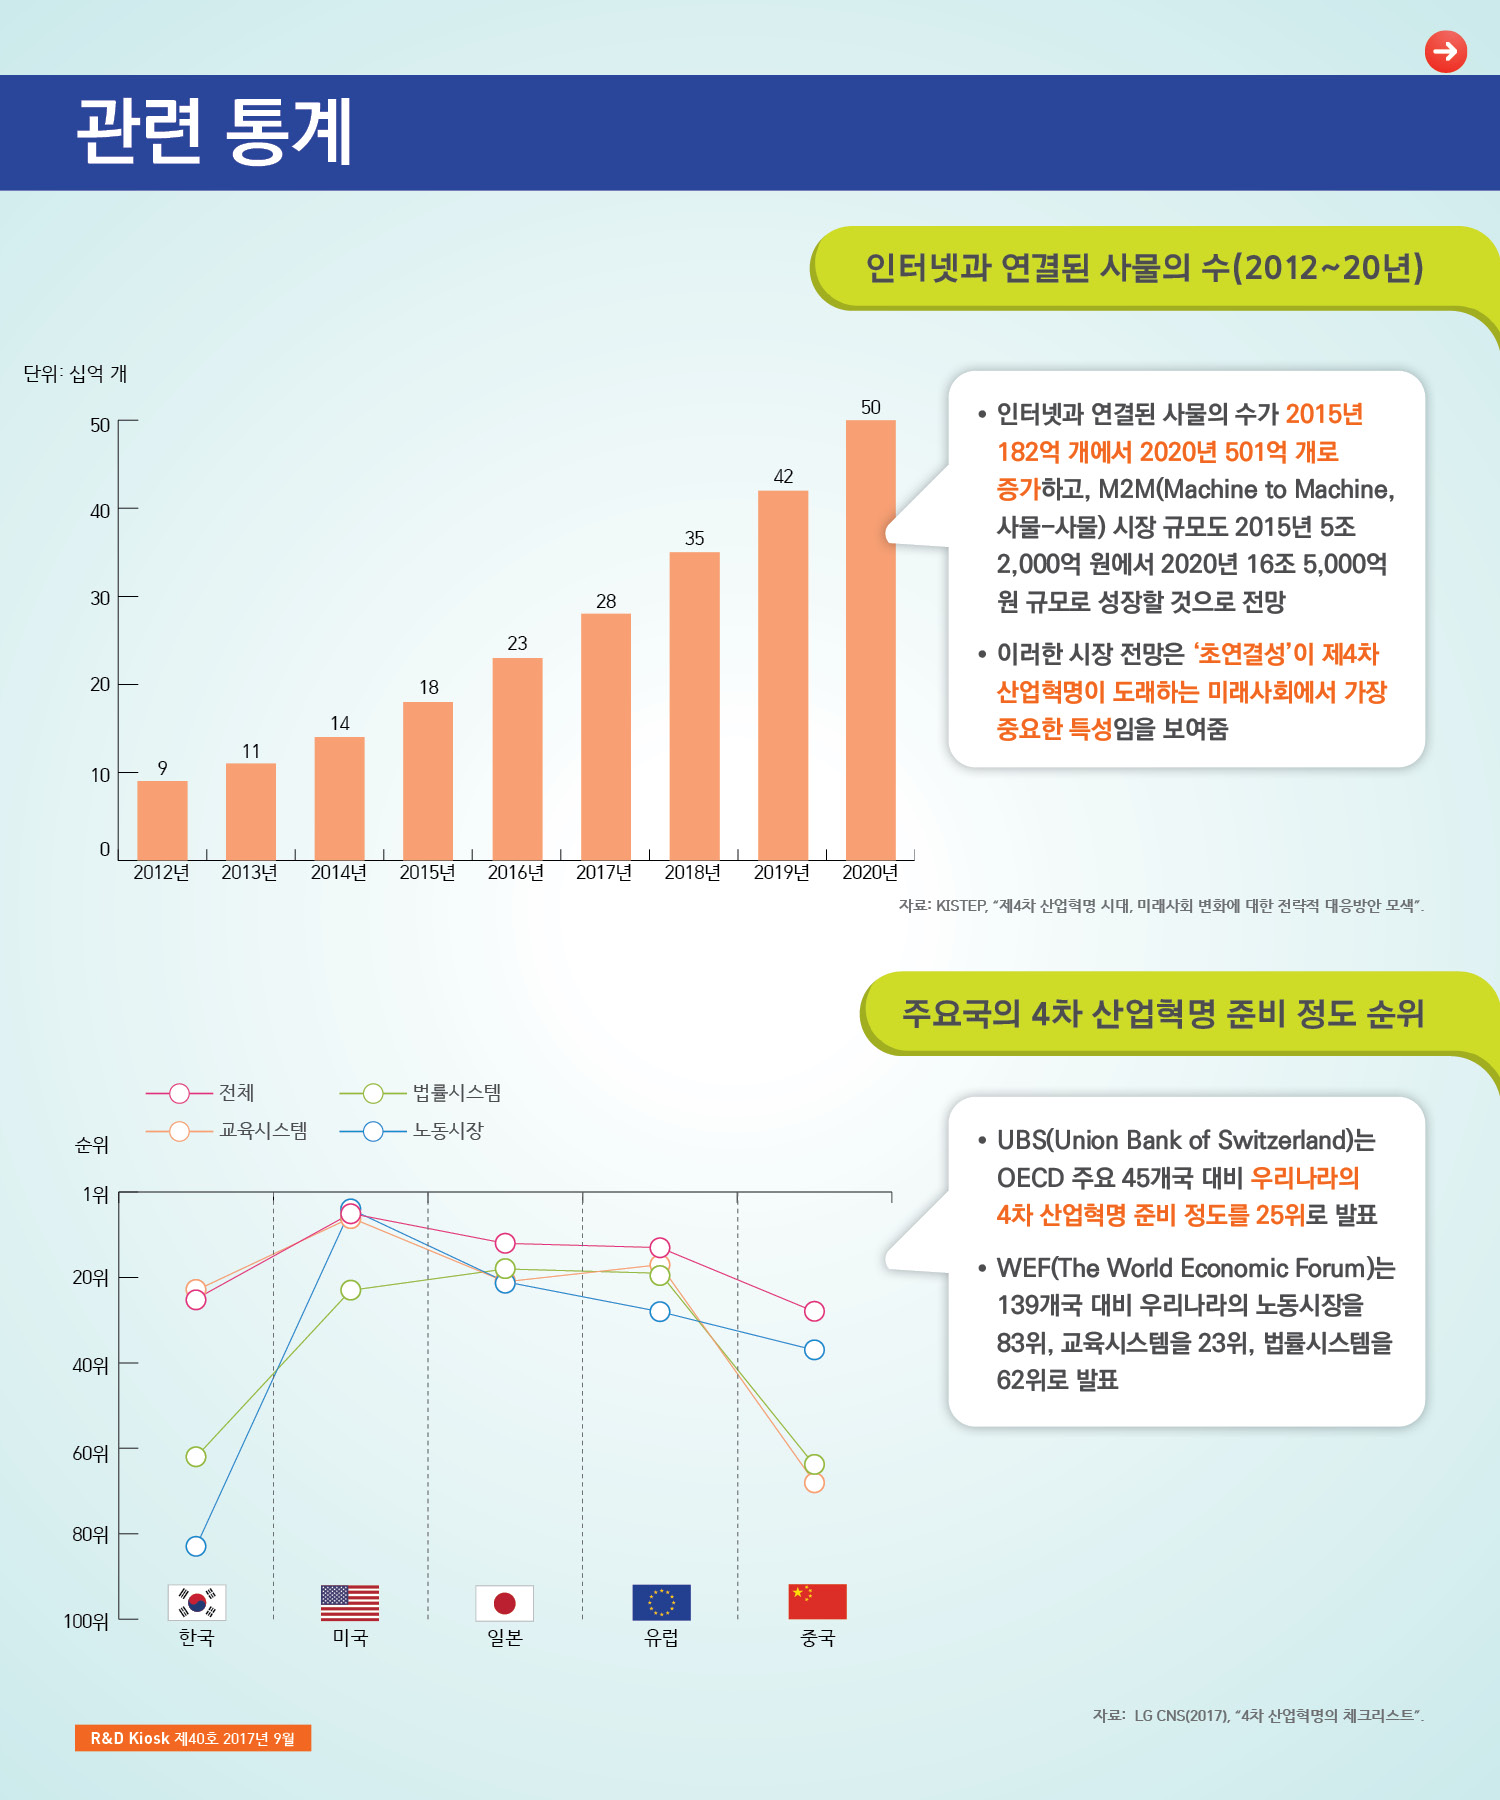 관련 통계
인터넷과 연결된 사물의 수(2012~20년)
단위: 십억 개
50
40
30
20
10
0
9
11
14
18
23
28
35
42
50
2012년 2013년 2014년 2015년 2016년 2017년 2018년 2019년 2020년
• 인터넷과 연결된 사물의 수가 2015년
182억 개에서 2020년 501억 개로
증가하고, M2M(Machine to Machine,
사물-사물) 시장 규모도 2015년 5조
2,000억 원에서 2020년 16조 5,000억
원 규모로 성장할 것으로 전망
• 이러한 시장 전망은 ‘초연결성’이 제4차
산업혁명이 도래하는 미래사회에서 가장
중요한 특성임을 보여줌
자료: KISTEP, “제4차 산업혁명 시대, 미래사회 변화에 대한 전략적 대응방안 모색”.
주요국의 4차 산업혁명 준비 정도 순위
전체
법률시스템
교육시스템
노동시장
순위
1위
20위
40위
60위
80위
100위
한국 미국 일본 유럽 중국
• UBS(Union Bank of Switzerland)는
OECD 주요 45개국 대비 우리나라의
4차 산업혁명 준비 정도를 25위로 발표
• WEF(The World Economic Forum)는
139개국 대비 우리나라의 노동시장을
83위, 교육시스템을 23위, 법률시스템을
62위로 발표
자료: LG CNS(2017), “4차 산업혁명의 체크리스트”.
R&D Kiosk 제40호 2017년 9월